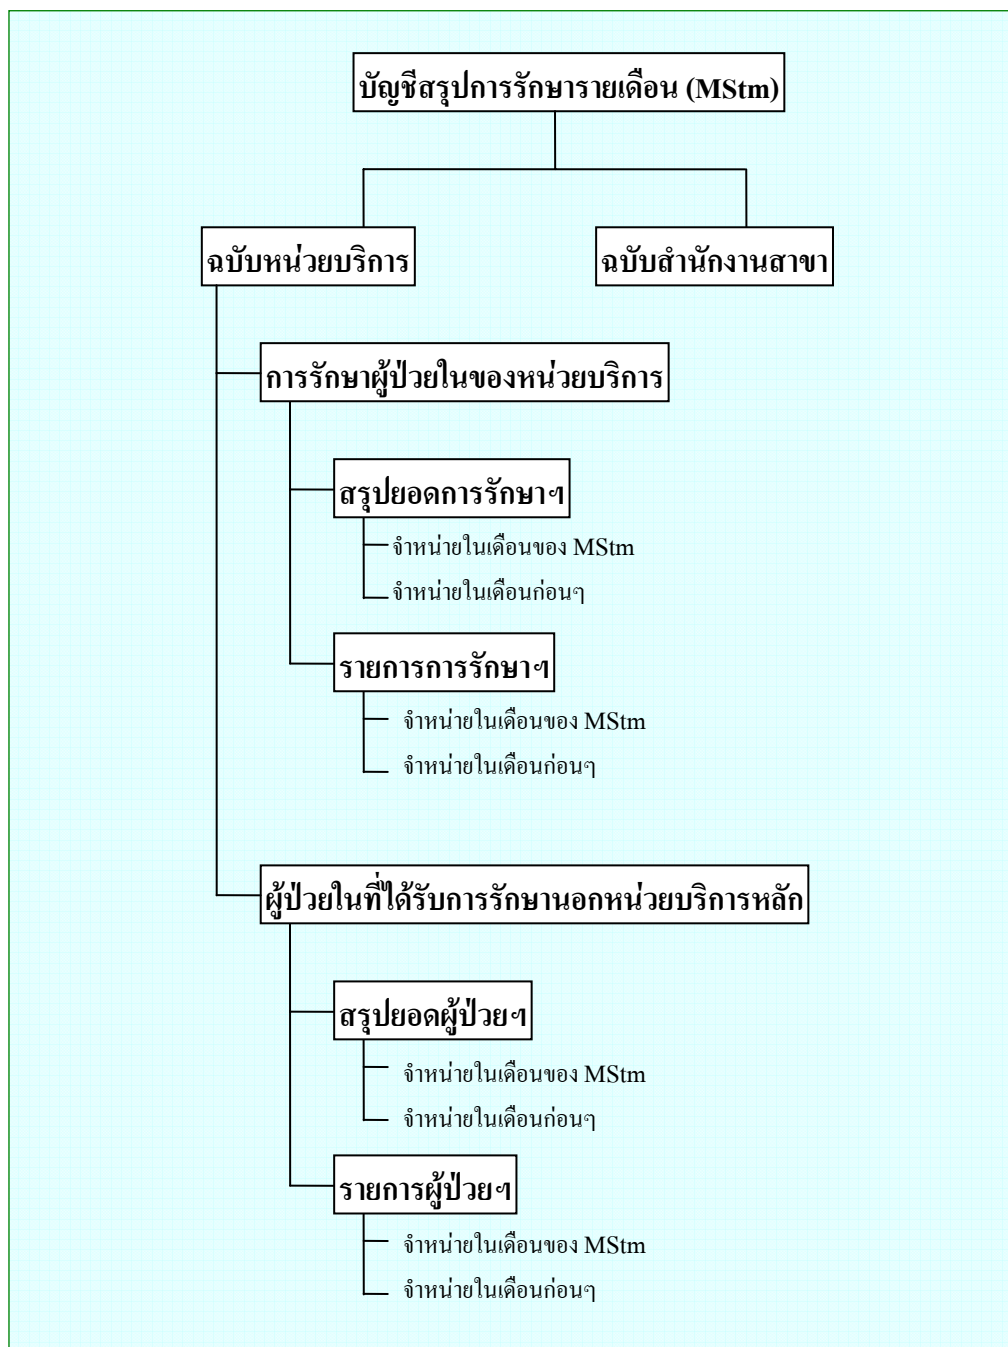 บัญชีสรุปการรักษารายเดือน (MStm)
ฉบับหน่วยบริการ
ฉบับสำนักงานสาขา
การรักษาผู้ป่วยในของหน่วยบริการ
สรุปยอดการรักษาฯ
จำหน่ายในเดือนของ MStm
จำหน่ายในเดือนก่อนๆ
รายการการรักษาฯ
จำหน่ายในเดือนของ MStm
จำหน่ายในเดือนก่อนๆ
ผู้ป่วยในที่ได้รับการรักษานอกหน่วยบริการหลัก
สรุปยอดผู้ป่วยฯ
จำหน่ายในเดือนของ MStm
จำหน่ายในเดือนก่อนๆ
รายการผู้ป่วยฯ
จำหน่ายในเดือนของ MStm
จำหน่ายในเดือนก่อนๆ